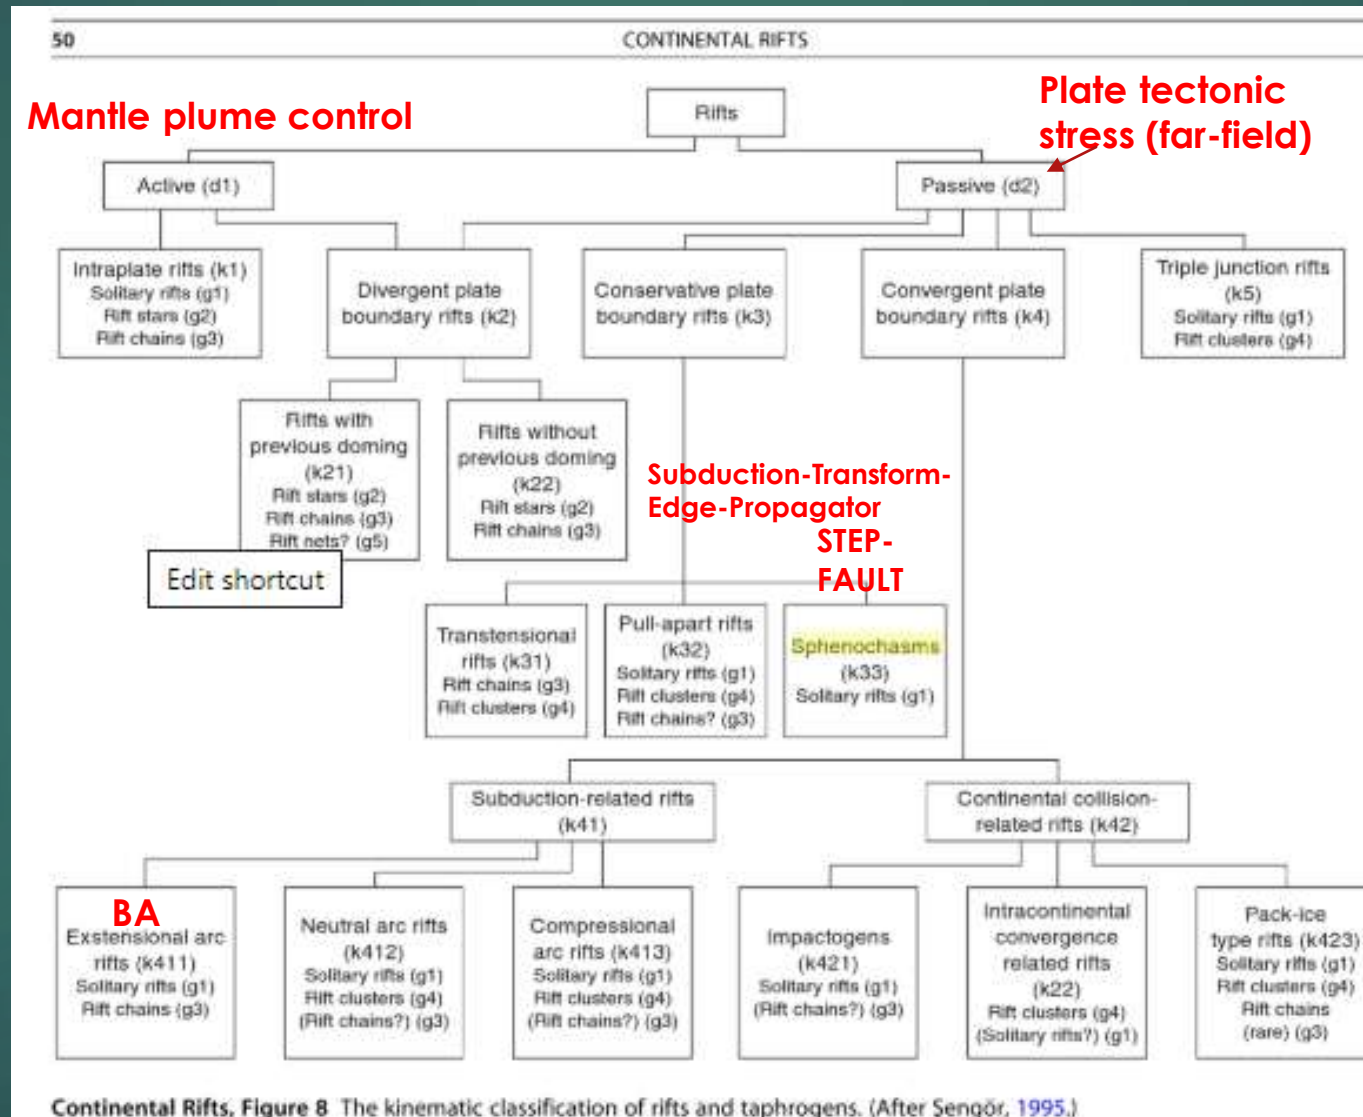 50
CONTINENTAL RIFTS
Mantle plume control
Plate tectonic
stress (far-field)
Rifts
Active (d1)
Passive (d2)
Intraplate rifts (k1)
Solitary rifts (g1)
Rift stars (g2)
Rift chains (g3)
Divergent plate
boundary rifts (k2)
Conservative plate
boundary rifts (k3)
Convergent plate
boundary rifts (k4)
Triple junction rifts
(k5)
Solitary rifts (g1)
Rift clusters (g4)
Rifts with
previous doming
(k21)
Rift stars (g2)
Rift chains (g3)
Rift nets? (g5)
Rifts without
previous doming
(k22)
Rift stars (g2)
Rift chains (g3)
Subduction-Transform-
Edge-Propagator
STEP-
FAULT
Edit shortcut
Transtensional
rifts (k31)
Rift chains (g3)
Rift clusters (g4)
Pull-apart rifts
(k32)
Solitary rifts (g1)
Rift clusters (g4)
Rift chains? (g3)
Sphenochasms
(k33)
Solitary rifts (g1)
Subduction-related rifts
(k41)
Continental collision-
related rifts (k42)
BA
Exstensional arc
rifts (k411)
Solitary rifts (g1)
Rift chains (g3)
Neutral arc rifts
(k412)
Solitary rifts (g1)
Rift clusters (g4)
(Rift chains?) (g3)
Compressional
arc rifts (k413)
Solitary rifts (g1)
Rift clusters (g4)
(Rift chains?) (g3)
Impactogens
(k421)
Solitary rifts (g1)
(Rift chains?) (g3)
Intracontinental
convergence
related rifts
(k22)
Rift clusters (g4)
(Solitary rifts?) (g1)
Pack-ice
type rifts (k423)
Solitary rifts (g1)
Rift clusters (g4)
Rift chains
(rare) (g3)
Continental Rifts, Figure 8 The kinematic classification of rifts and taphrogens. (After Sengör, 1995.)